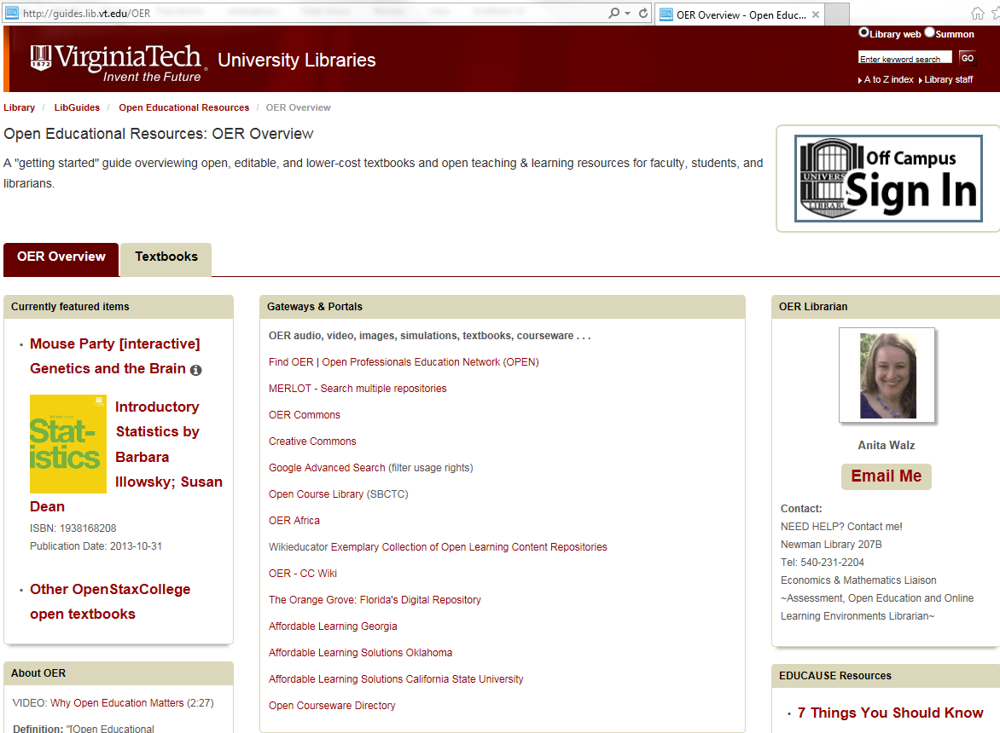 http://guides.lib.vt.edu/OER
OER Overview - Open Educ...
Library web Summon
Enter keyword search GO
A to Z index Library staff
1872
VirginiaTech
Invent the Future
University Libraries
Library / LibGuides / Open Educational Resources / OER Overview
Open Educational Resources: OER Overview
A "getting started" guide overviewing open, editable, and lower-cost textbooks and open teaching & learning resources for faculty, students, and
librarians.
Off Campus
Sign In
UNIVERSI
LIBRARI
OER Overview
Textbooks
Currently featured items
• Mouse Party [interactive]
Genetics and the Brain
Stat-
istics
Introductory
Statistics by
Barbara
Illowsky; Susan
Dean
ISBN: 1938168208
Publication Date: 2013-10-31
• Other OpenStaxCollege
open textbooks
About OER
VIDEO: Why Open Education Matters (2:27)
Definition: "[Open Educational
Gateways & Portals
OER audio, video, images, simulations, textbooks, courseware . . .
Find OER | Open Professionals Education Network (OPEN)
MERLOT - Search multiple repositories
OER Commons
Creative Commons
Google Advanced Search (filter usage rights)
Open Course Library (SBCTC)
OER Africa
Wikieducator Exemplary Collection of Open Learning Content Repositories
OER - CC Wiki
The Orange Grove: Florida's Digital Repository
Affordable Learning Georgia
Affordable Learning Solutions Oklahoma
Affordable Learning Solutions California State University
Open Courseware Directory
OER Librarian
Anita Walz
Email Me
Contact:
NEED HELP? Contact me!
Newman Library 207B
Tel: 540-231-2204
Economics & Mathematics Liaison
~Assessment, Open Education and Online
Learning Environments Librarian~
EDUCAUSE Resources
• 7 Things You Should Know